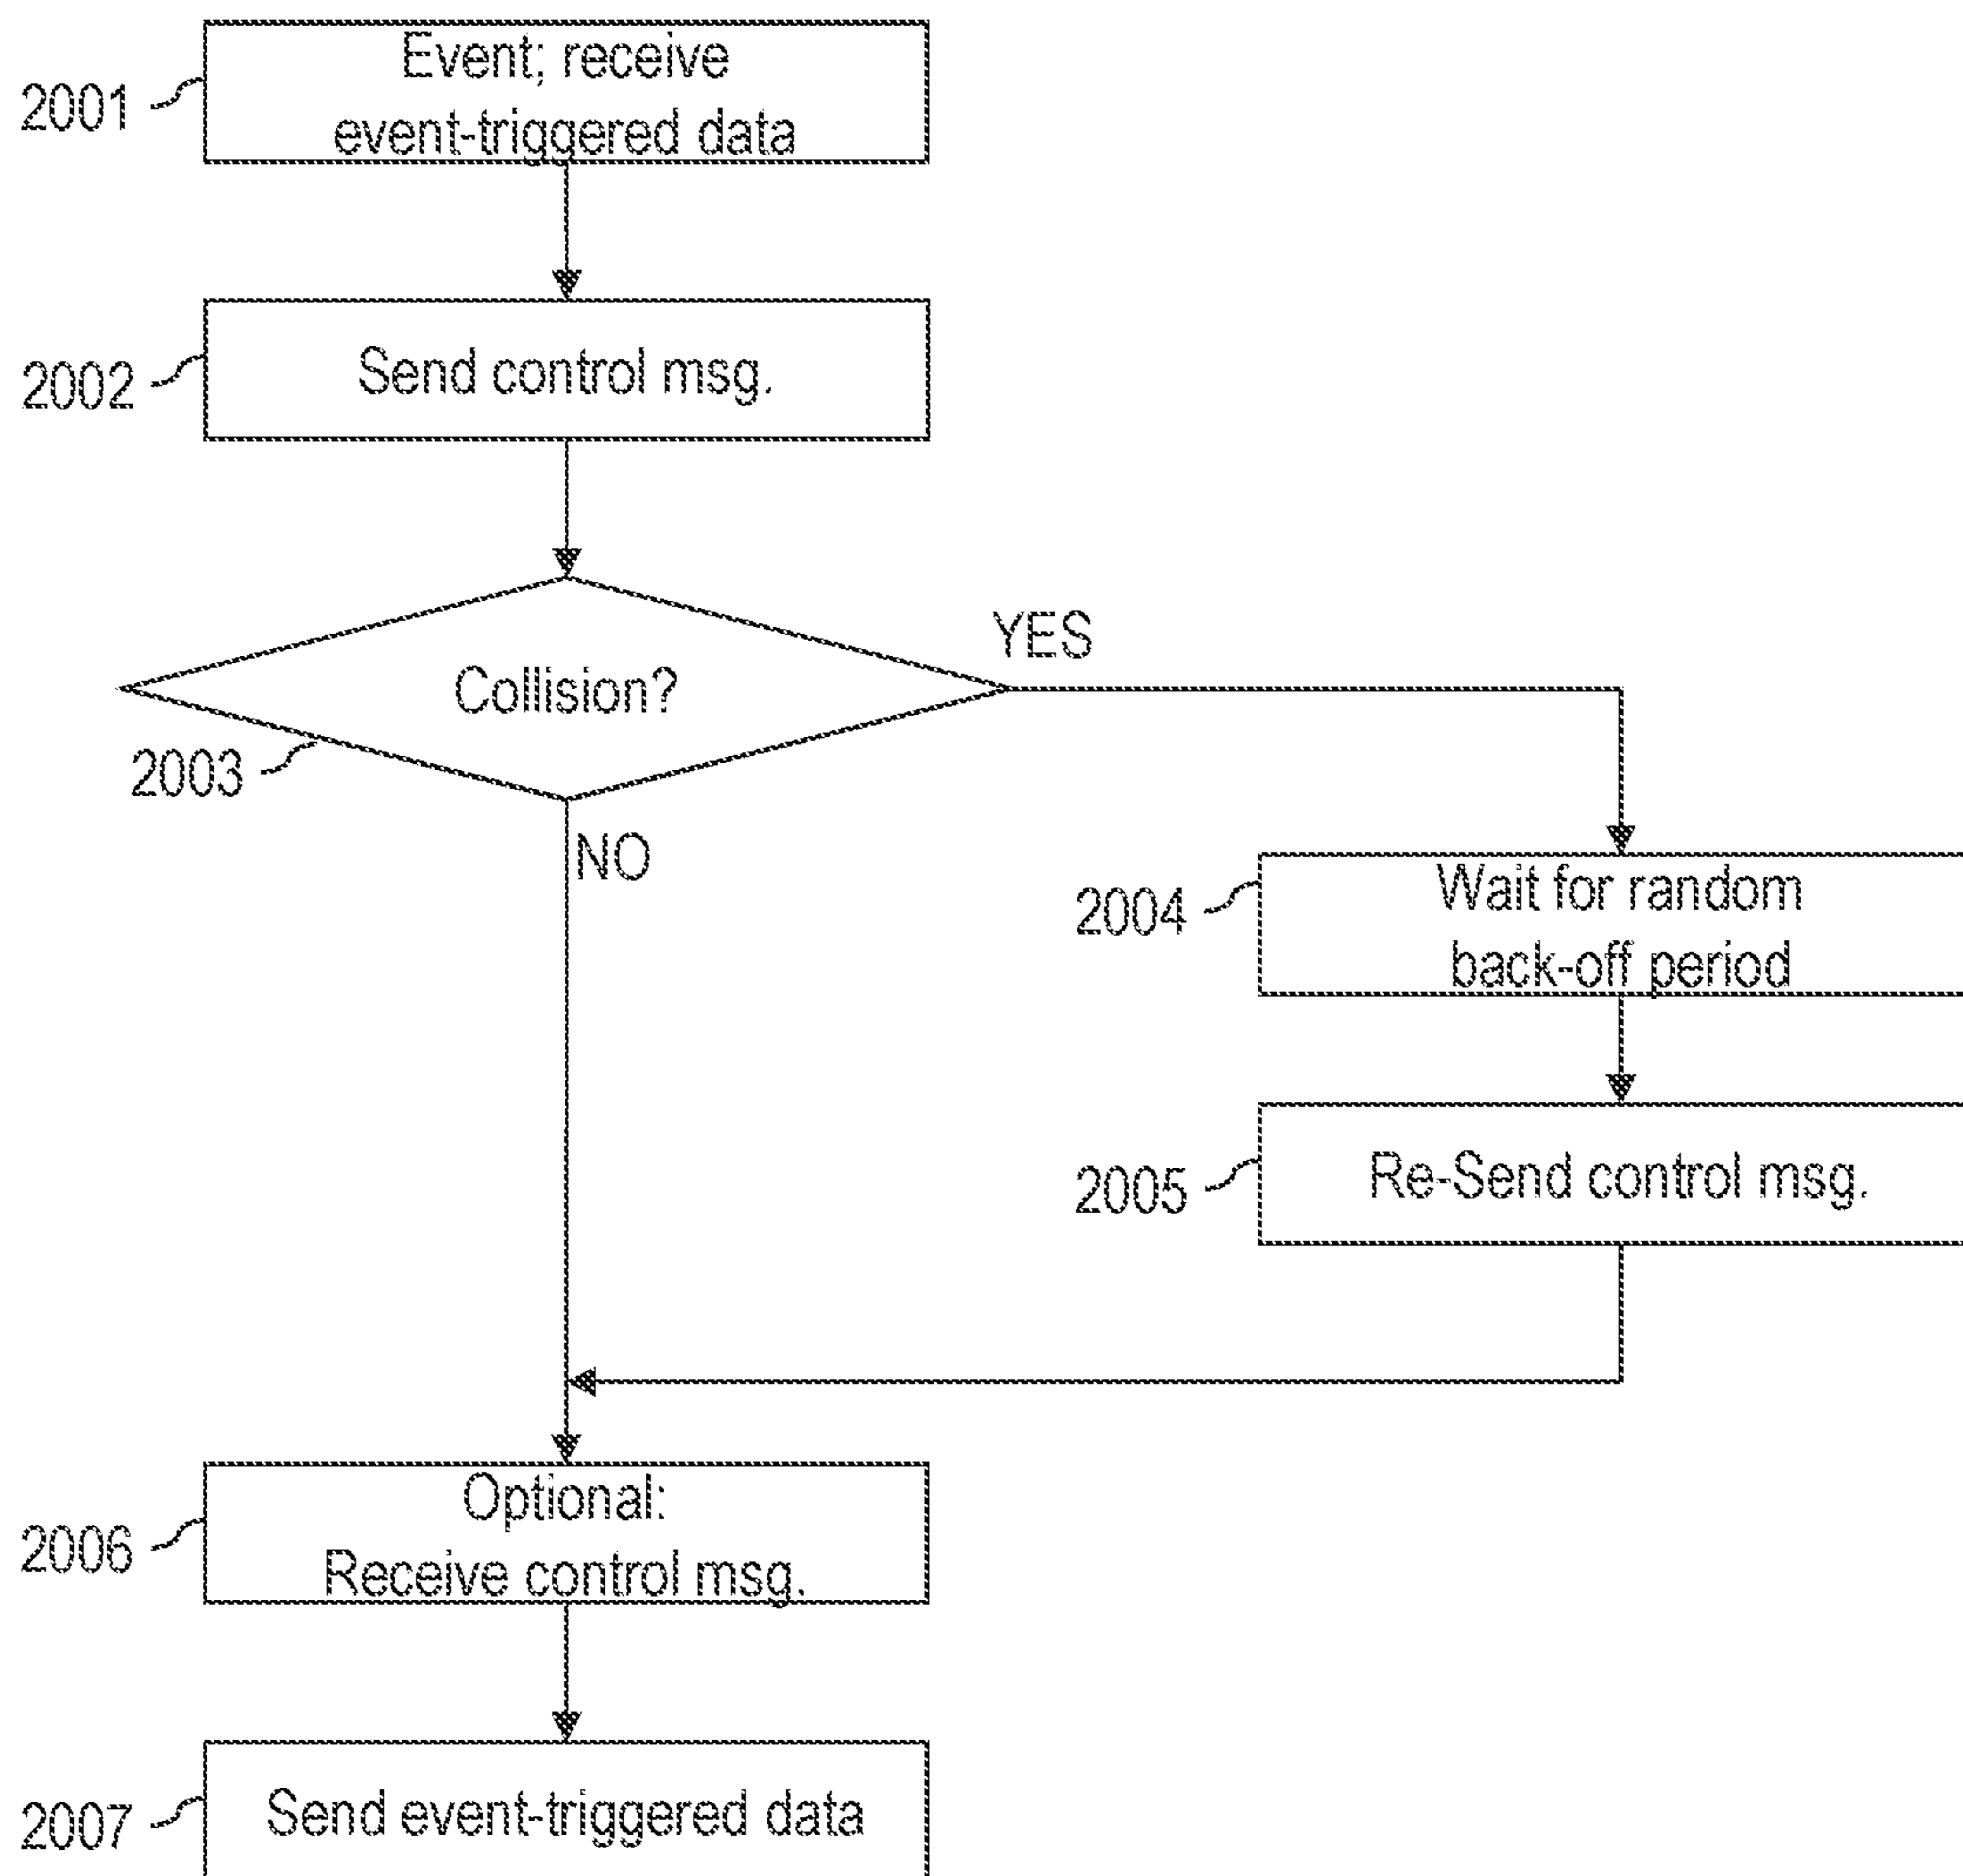 Event; receive
event-triggered data
2001
Send control msg.
2002
Collision?
YES
2003
NO
Wait for random
back-off period
2004
Re-Send control msg.
2005
Optional:
Receive control msg.
2006
Send event-triggered data
2007